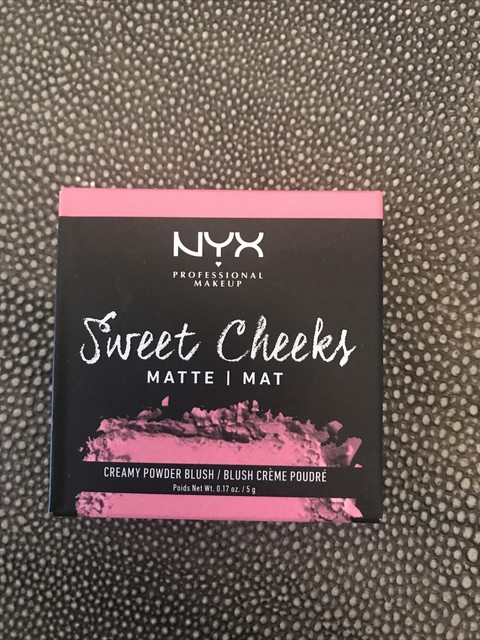 NYX
PROFESSIONAL
MAKEUP
Sweet Cheeks
MATTE | MAT
CREAMY POWDER BLUSH / BLUSH CRÈME POUDRÉ
Poids Net Wt. 0.17 oz. / 5 g